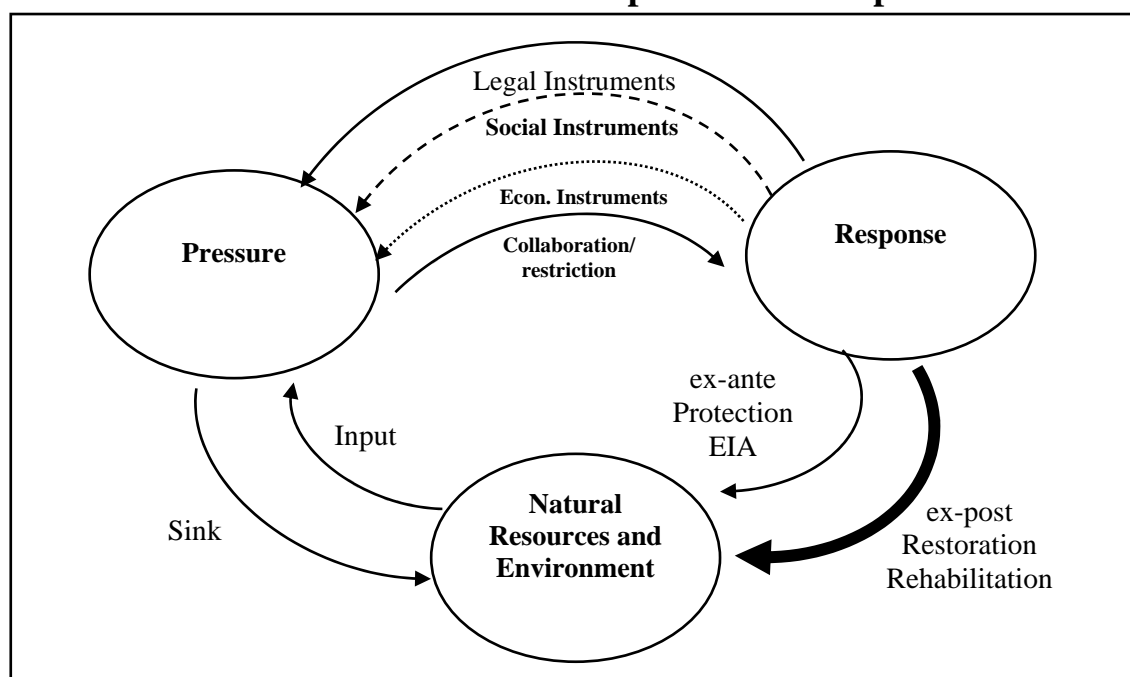 Legal Instruments
Social Instruments
Econ. Instruments
Collaboration/
restriction
Pressure
Response
ex-ante
Protection
EIA
Input
Sink
Natural
Resources and
Environment
ex-post
Restoration
Rehabilitation